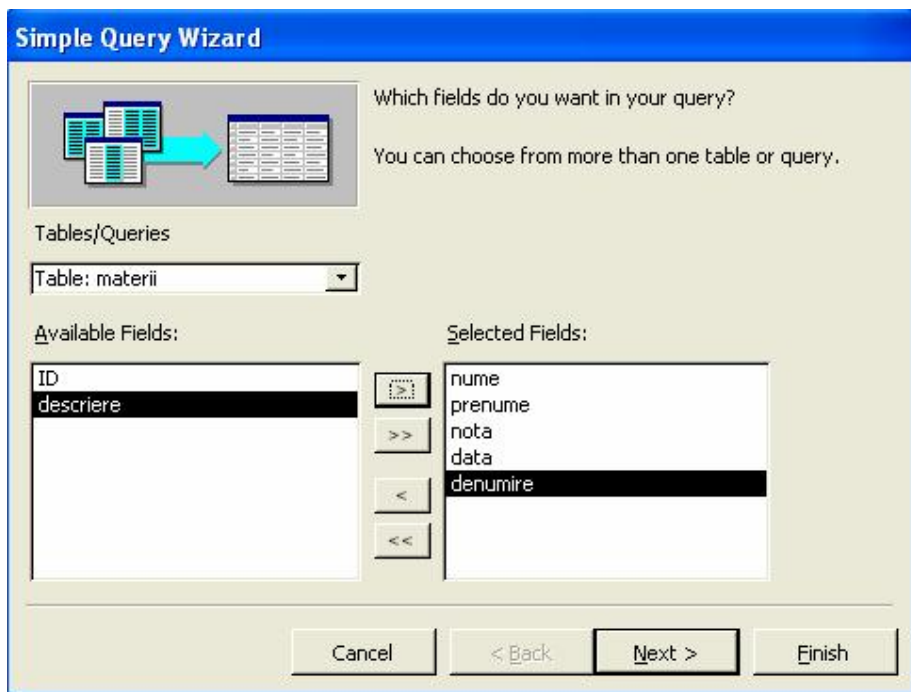 Simple Query Wizard
Which fields do you want in your query?
You can choose from more than one table or query.
Tables/Queries
Table: materii
Available Fields:
ID
descriere
>
>>
<
<<
Selected Fields:
nume
prenume
nota
data
denumire
Cancel
< Back
Next >
Finish